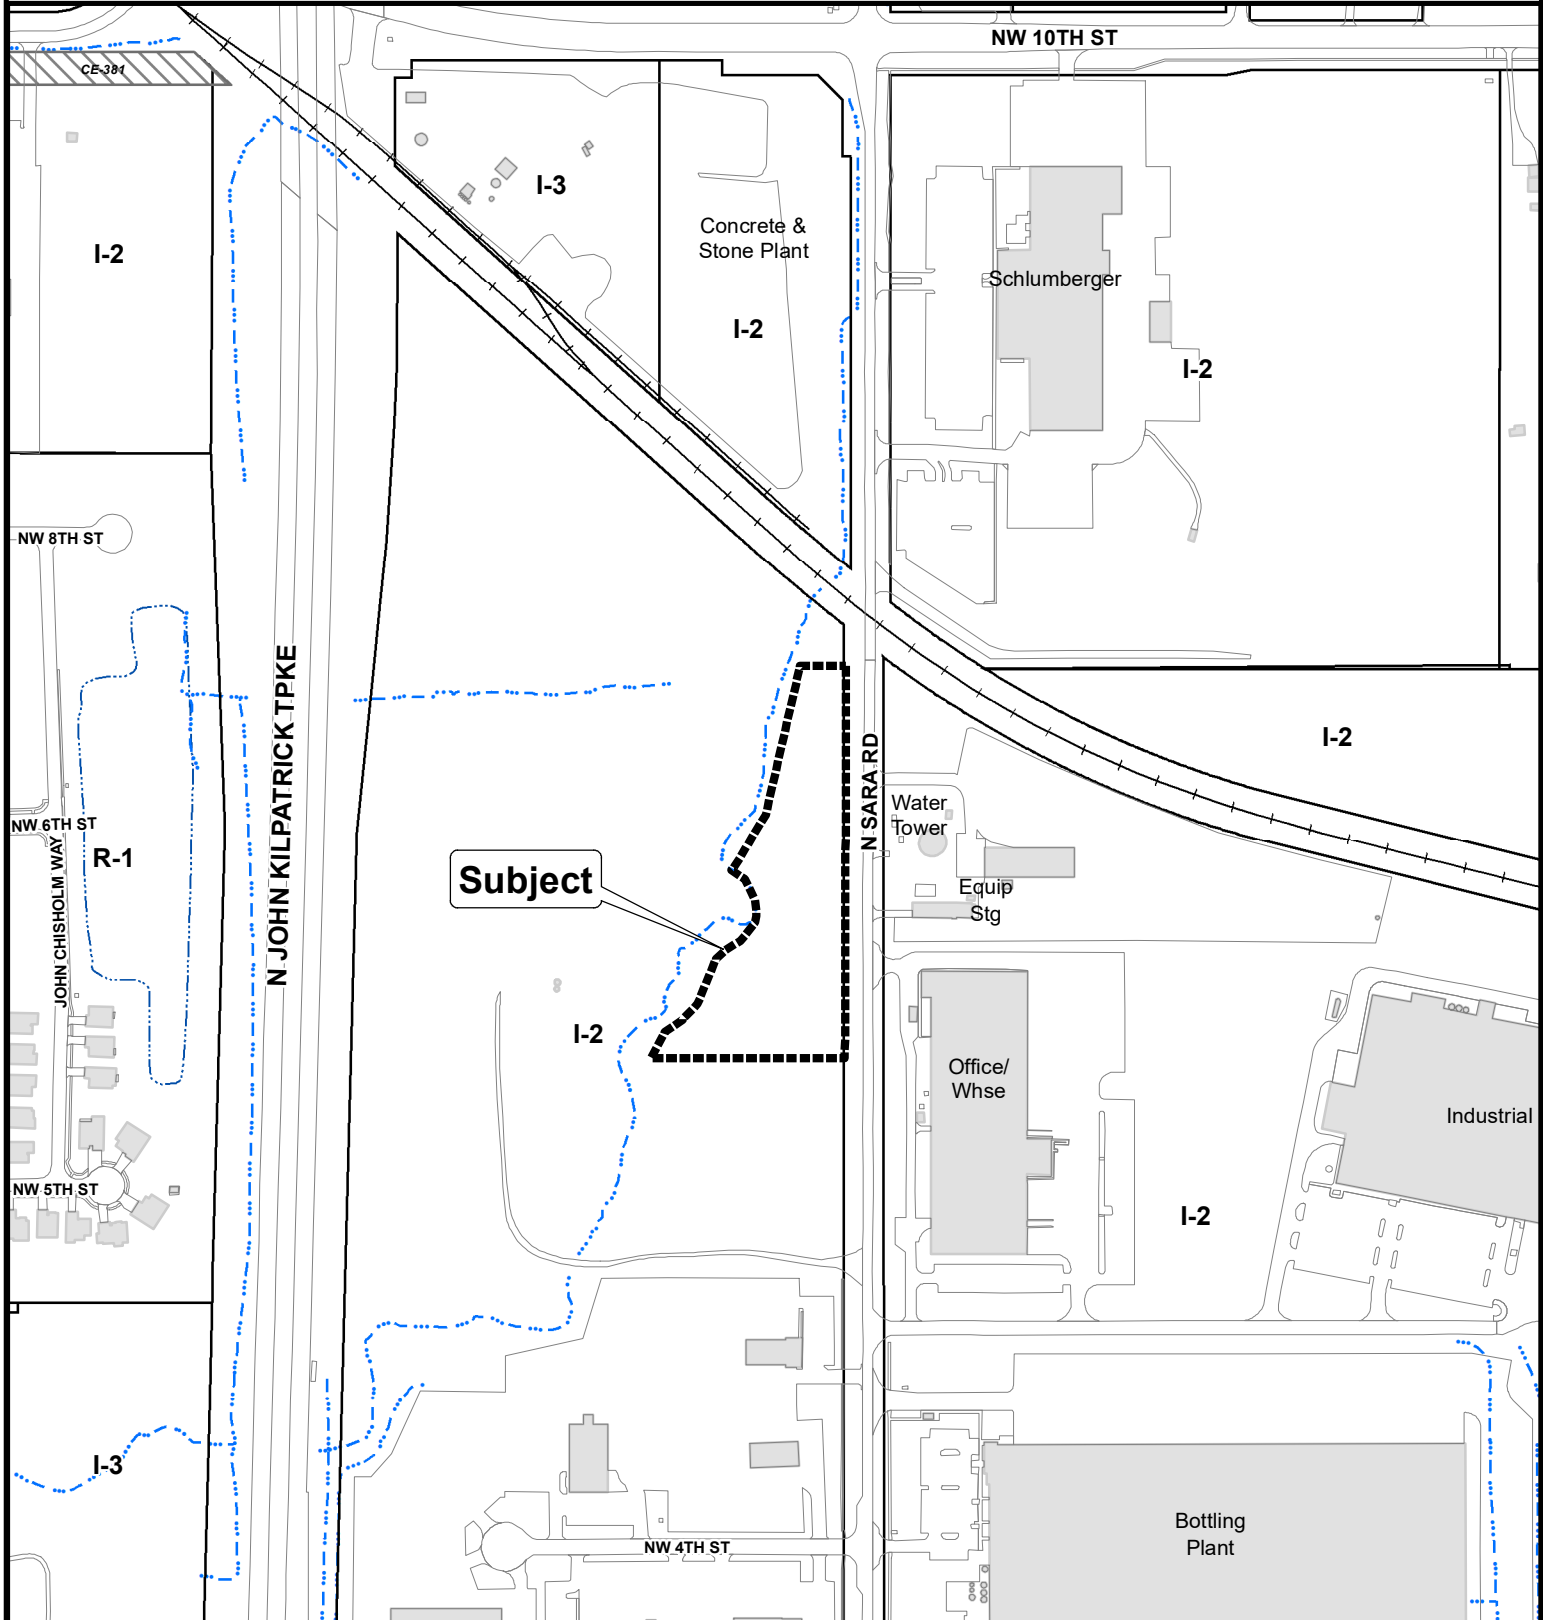 NW 10TH ST
CE-381
I-3
Concrete &
Stone Plant
I-2
I-2
Schlumberger
I-2
NW 8TH ST
N JOHN KILPATRICK TPKE
N SARA RD
I-2
Water
Tower
NW 6TH ST
R-1
JOHN CHISHOLM WAY
Subject
Equip
Stg
I-2
Office/
Whse
Industrial
NW 5TH ST
I-2
I-3
Bottling
Plant
NW 4TH ST